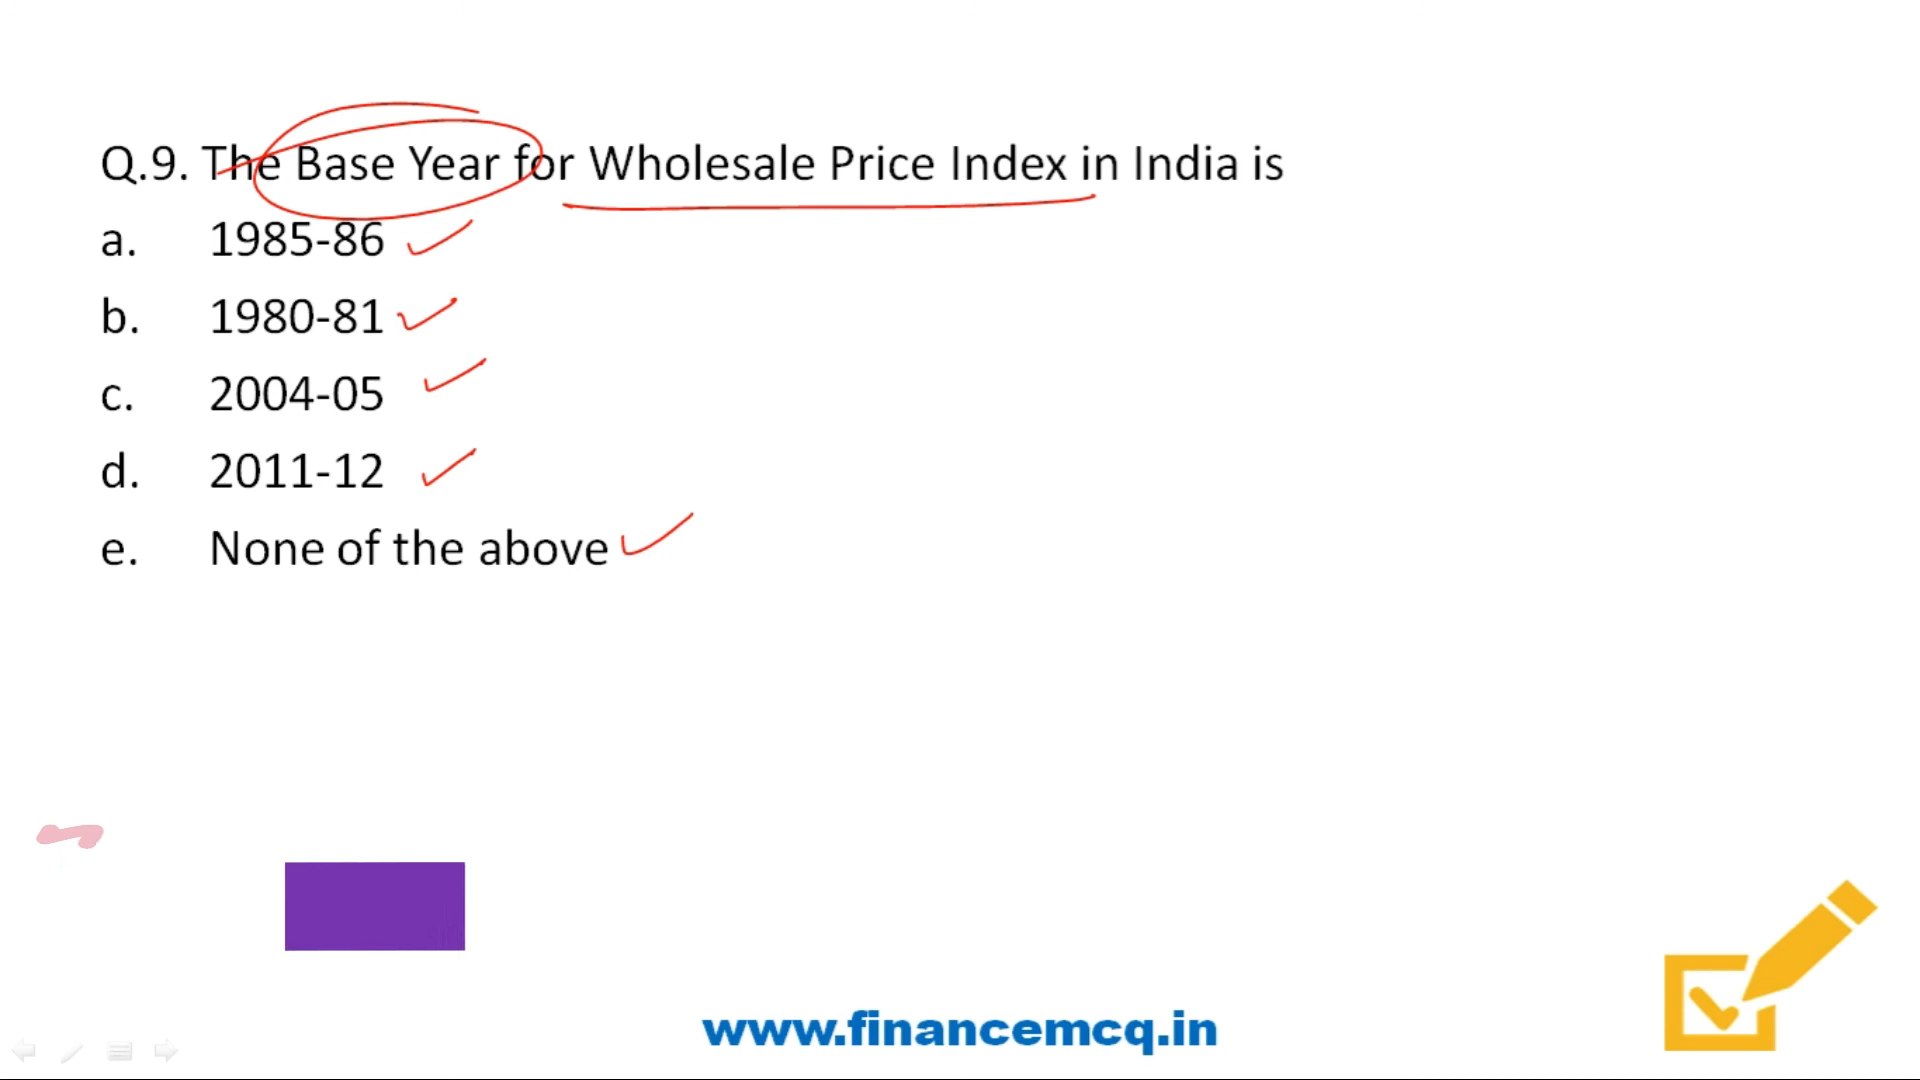 Q.9. The Base Year for Wholesale Price Index in India is
a. 1985-86
b. 1980-81
c. 2004-05
d. 2011-12
e. None of the above
www.financemcq.in